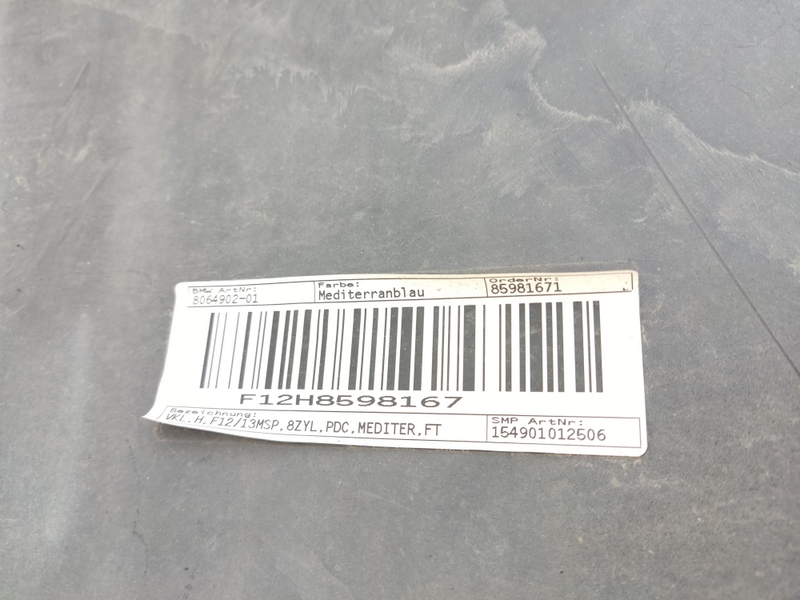 BMW ArtNr: Farbe: OrderNr:
8064902-01 Mediterranblau 85981671
F12H8598167
Bezeichnung: SMP ArtNr:
VKL.H.F12/13MSP.8ZYL.PDC.MEDITER.FT 154901012506